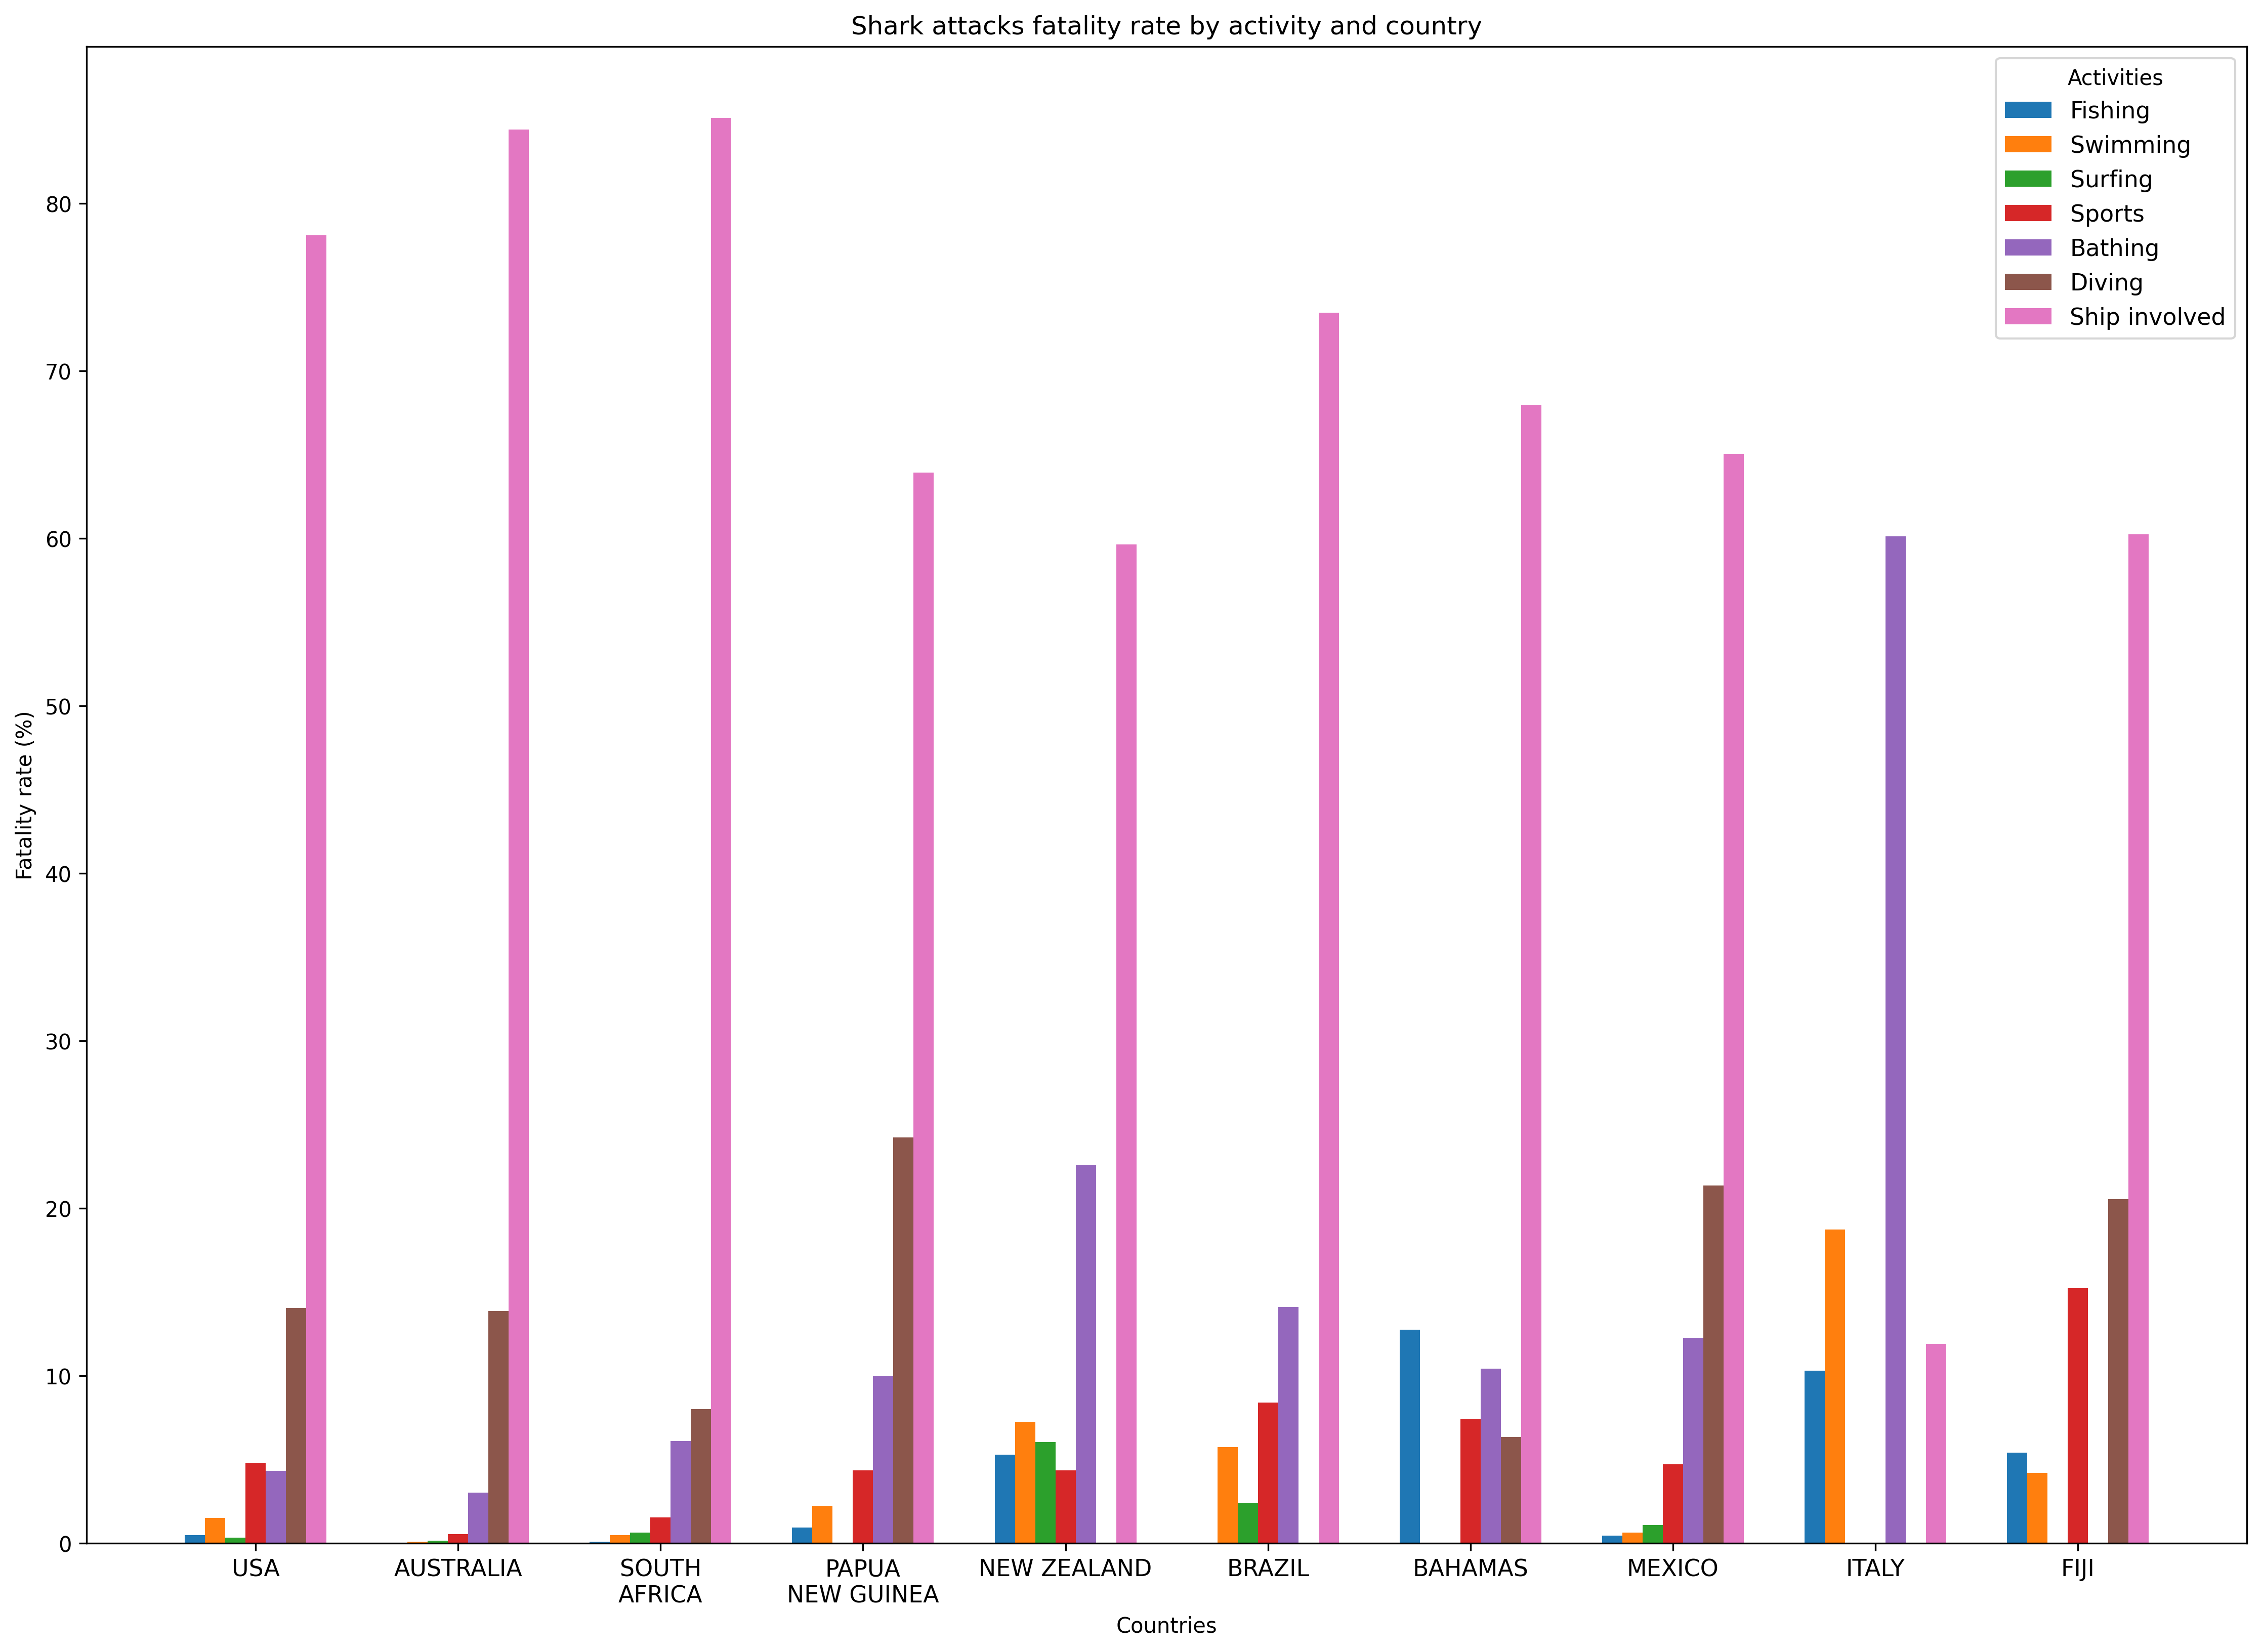 Shark attacks fatality rate by activity and country
Activities
Fishing
Swimming
Surfing
Sports
Bathing
Diving
Ship involved
Fatality rate (%)
80
70
60
50
40
30
20
10
0
USA
AUSTRALIA
SOUTH
AFRICA
PAPUA
NEW GUINEA
NEW ZEALAND
BRAZIL
BAHAMAS
MEXICO
ITALY
FIJI
Countries